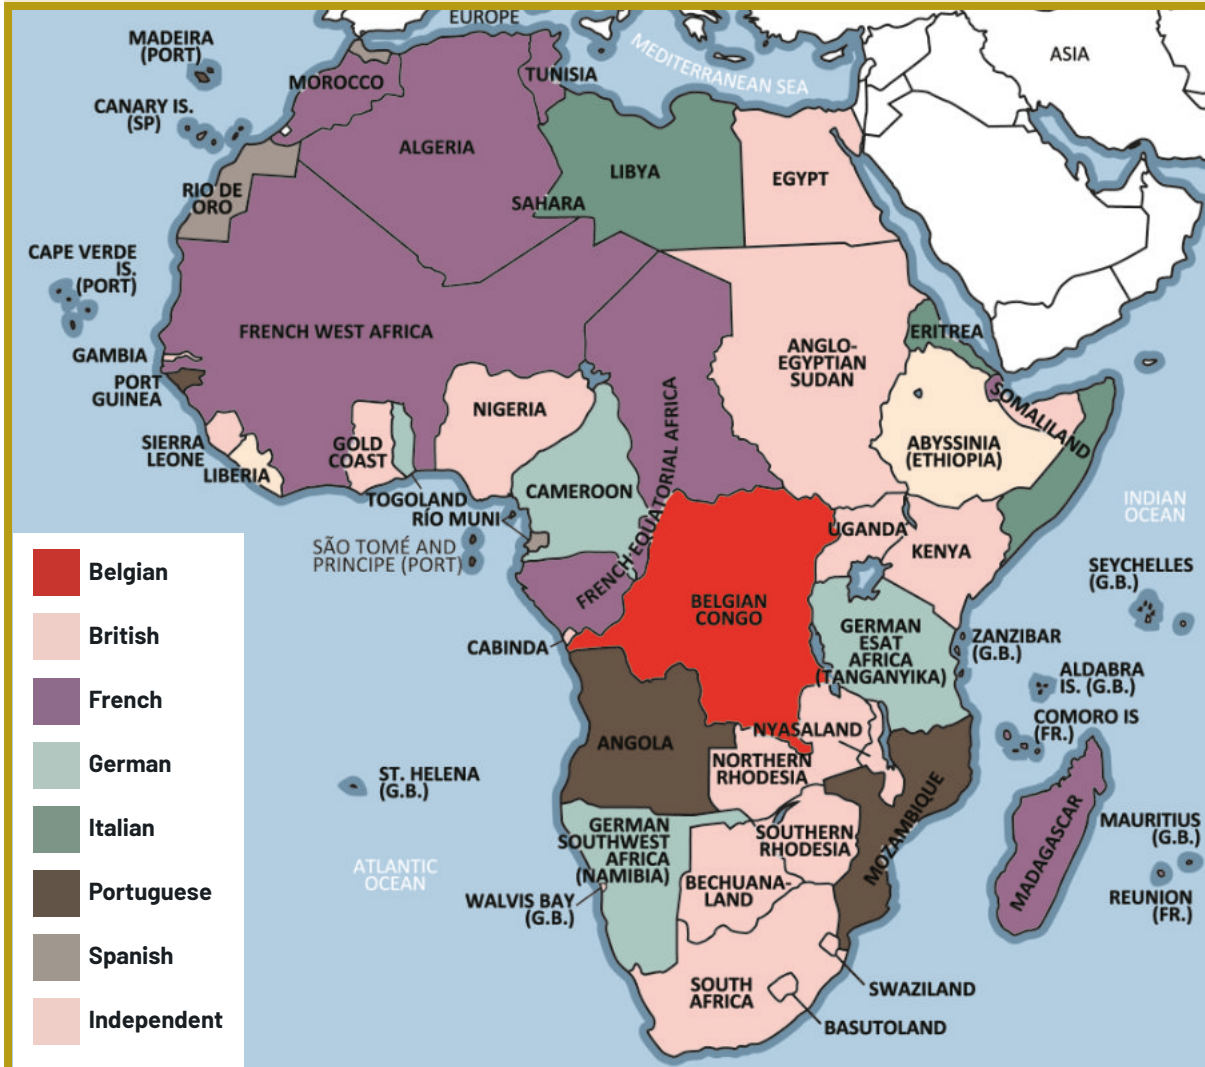 EUROPE
ASIA
MEDITERRANEAN SEA
MADEIRA
(PORT)
MOROCCO
TUNISIA
CANARY IS.
(SP)
ALGERIA
LIBYA
EGYPT
SAHARA
RIO DE
ORO
CAPE VERDE
IS.
(PORT)
FRENCH WEST AFRICA
ANGLO-
EGYPTIAN
SUDAN
ERITREA
GAMBIA
PORT
GUINEA
NIGERIA
SOMALILAND
SIERRA
LEONE
LIBERIA
GOLD
COAST
ABYSSINIA
(ETHIOPIA)
TOGOLAND
CAMEROON
FRENCH EQUATORIAL AFRICA
RÍO MUNI
SÃO TOMÉ AND
PRINCIPE (PORT)
UGANDA
KENYA
INDIAN
OCEAN
SEYCHELLES
(G.B.)
BELGIAN
CONGO
CABINDA
GERMAN
ESAT
AFRICA
(TANGANYIKA)
ZANZIBAR
(G.B.)
ALDABRA
IS. (G.B.)
COMORO IS
(FR.)
ANGOLA
NYASALAND
NORTHERN
RHODESIA
ST. HELENA
(G.B.)
GERMAN
SOUTHWEST
AFRICA
(NAMIBIA)
SOUTHERN
RHODESIA
MOZAMBIQUE
MADAGASCAR
MAURITIUS
(G.B.)
REUNION
(FR.)
ATLANTIC
OCEAN
WALVIS BAY
(G.B.)
BECHUANA-
LAND
SOUTH
AFRICA
SWAZILAND
BASUTOLAND
Belgian
British
French
German
Italian
Portuguese
Spanish
Independent